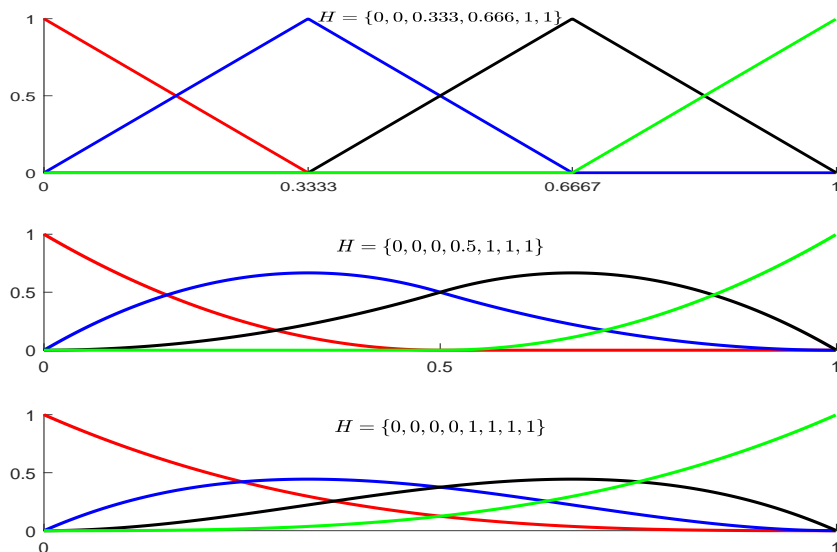 H = {0, 0, 0.333, 0.666, 1, 1}
1
0.5
0
0 0.3333 0.6667 1
H = {0, 0, 0, 0.5, 1, 1, 1}
1
0.5
0
0 0.5 1
H = {0, 0, 0, 0, 1, 1, 1, 1}
1
0.5
0
0 1